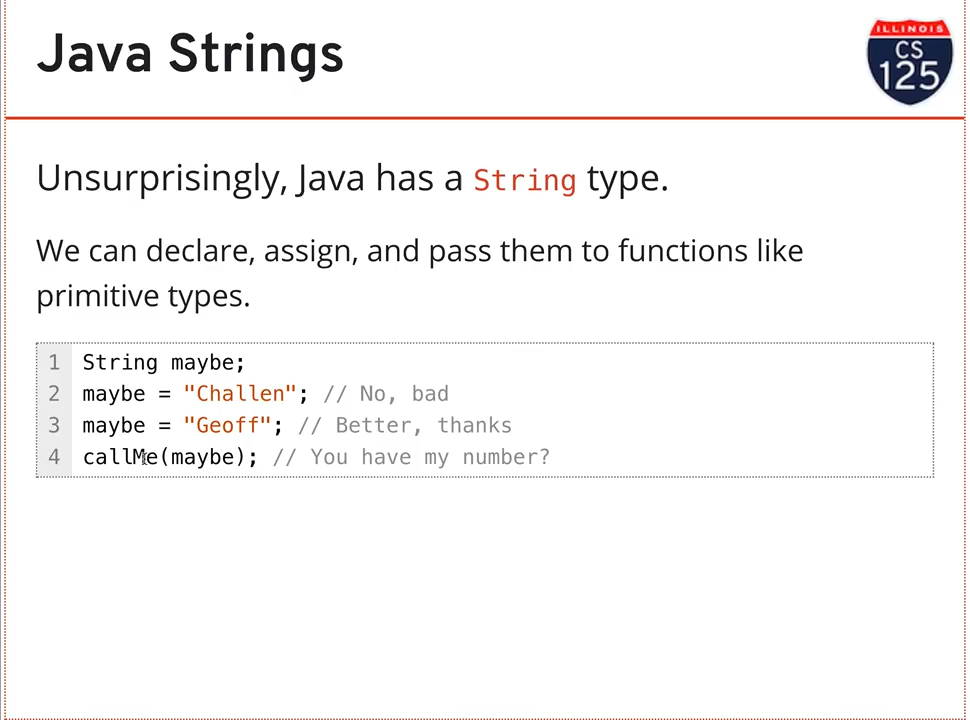 Java Strings
ILLINOIS
CS
125
Unsurprisingly, Java has a String type.
We can declare, assign, and pass them to functions like
primitive types.
1 String maybe;
2 maybe = "Challen"; // No, bad
3 maybe = "Geoff"; // Better, thanks
4 callMe(maybe); // You have my number?